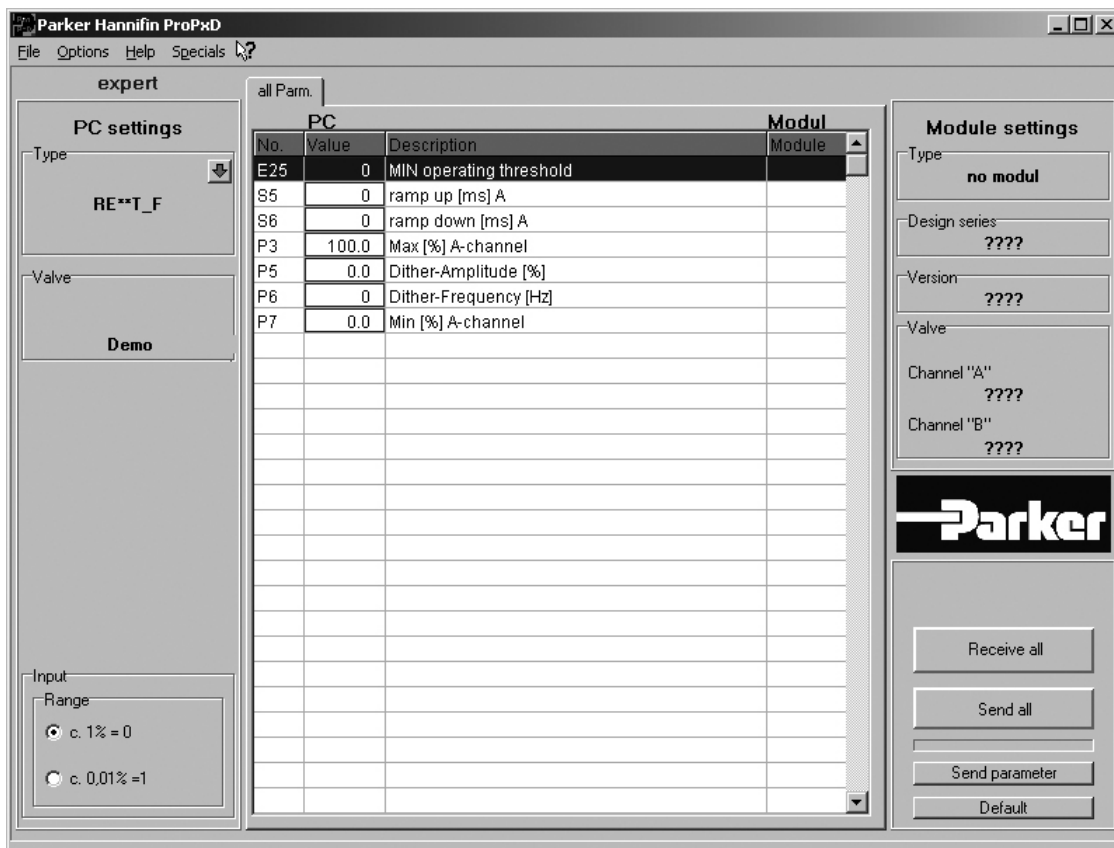 Parker Hannifin ProPxD
File Options Help Specials
expert
PC settings
Type
RE**T_F
Valve
Demo
Input
Range
c. 1% = 0
c. 0,01% =1
all Parm.
PC Modul
No. Value Description Module
E25 0 MIN operating threshold
S5 0 ramp up [ms] A
S6 0 ramp down [ms] A
P3 100.0 Max [%] A-channel
P5 0.0 Dither-Amplitude [%]
P6 0 Dither-Frequency [Hz]
P7 0.0 Min [%] A-channel
Module settings
Type
no modul
Design series
????
Version
????
Valve
Channel "A"
????
Channel "B"
????
Parker
Receive all
Send all
Send parameter
Default